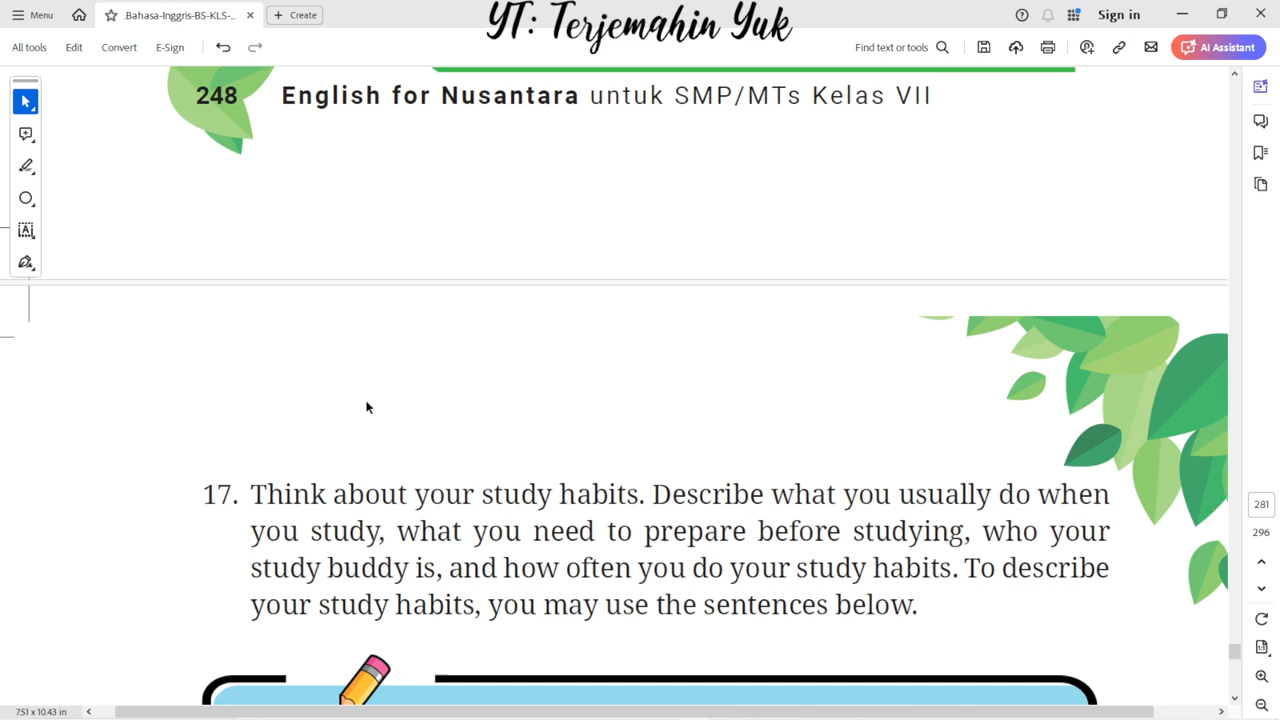 Menu
.Bahasa-Inggris-BS-KLS-...
Create
YT: Terjemahin Yuk
Sign in
All tools
Edit
Convert
E-Sign
Find text or tools
AI Assistant
248 English for Nusantara untuk SMP/MTs Kelas VII
17. Think about your study habits. Describe what you usually do when
you study, what you need to prepare before studying, who your
study buddy is, and how often you do your study habits. To describe
your study habits, you may use the sentences below.
281
296
7.51 x 10.43 in